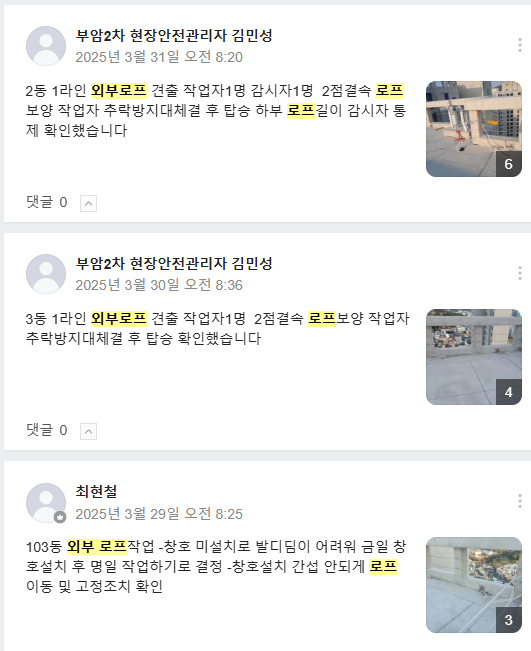 부암2차 현장안전관리자 김민성
2025년 3월 31일 오전 8:20
2동 1라인 외부로프 견출 작업자1명 감시자1명  2점결속 로프
보양 작업자 추락방지대체결 후 탑승 하부 로프길이 감시자 통
제 확인했습니다
6
댓글 0
부암2차 현장안전관리자 김민성
2025년 3월 30일 오전 8:36
3동 1라인 외부로프 견출 작업자1명  2점결속 로프보양 작업자
추락방지대체결 후 탑승 확인했습니다
4
댓글 0
최현철
2025년 3월 29일 오전 8:25
103동 외부 로프작업 -창호 미설치로 발디딤이 어려워 금일 창
호설치 후 명일 작업하기로 결정 -창호설치 간섭 안되게 로프
이동 및 고정조치 확인
3